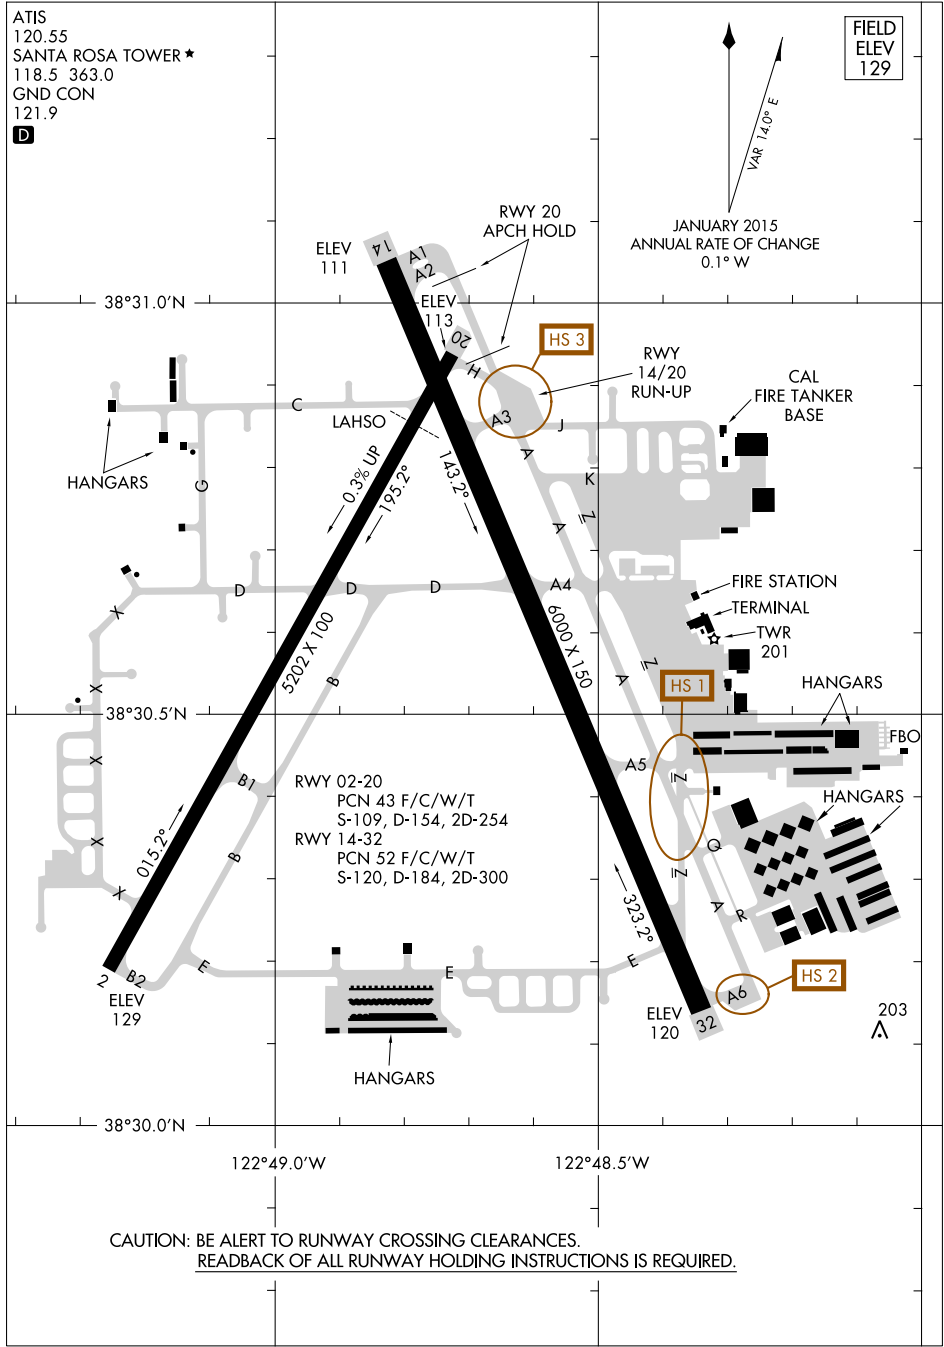 ATIS
120.55
SANTA ROSA TOWER ★
118.5 363.0
GND CON
121.9
D
FIELD
ELEV
129
VAR 14.0° E
JANUARY 2015
ANNUAL RATE OF CHANGE
0.1° W
RWY 20
APCH HOLD
ELEV
111
14
A1
A2
38°31.0'N
ELEV
113
20
HS 3
RWY
14/20
RUN-UP
H
CAL
FIRE TANKER
BASE
C
LAHSO
A3
J
A
HANGARS
G
0.3% UP
195.2°
143.2°
K
A
Z
D
D
D
A4
FIRE STATION
TERMINAL
TWR
201
X
5202 X 100
6000 X 150
B
A
Z
HS 1
HANGARS
X
38°30.5'N
FBO
X
A5
Z
B1
RWY 02-20
PCN 43 F/C/W/T
S-109, D-154, 2D-254
RWY 14-32
PCN 52 F/C/W/T
S-120, D-184, 2D-300
HANGARS
015.2°
X
B
Q
Z
X
323.2°
A
R
E
E
E
2
B2
ELEV
129
HS 2
A6
ELEV
120
32
203
HANGARS
38°30.0'N
122°49.0'W
122°48.5'W
CAUTION: BE ALERT TO RUNWAY CROSSING CLEARANCES.
READBACK OF ALL RUNWAY HOLDING INSTRUCTIONS IS REQUIRED.